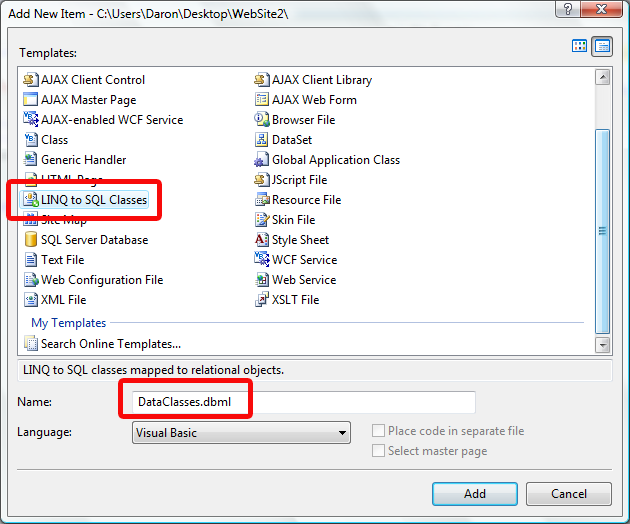 Add New Item - C:\Users\Daron\Desktop\WebSite2\
Templates:
AJAX Client Control
AJAX Client Library
AJAX Master Page
AJAX Web Form
AJAX-enabled WCF Service
Browser File
Class
DataSet
Generic Handler
Global Application Class
HTML Page
JScript File
LINQ to SQL Classes
Resource File
Site Map
Skin File
SQL Server Database
Style Sheet
Text File
WCF Service
Web Configuration File
Web Service
XML File
XSLT File
My Templates
Search Online Templates...
LINQ to SQL classes mapped to relational objects.
Name:
DataClasses.dbml
Language:
Visual Basic
Place code in separate file
Select master page
Add
Cancel